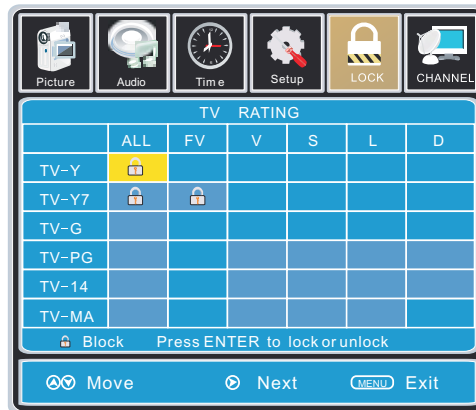 Picture Audio Time Setup LOCK CHANNEL
TV RATING
ALL FV V S L D
TV-Y
TV-Y7
TV-G
TV-PG
TV-14
TV-MA
Block Press ENTER to lock or unlock
Move Next MENU Exit